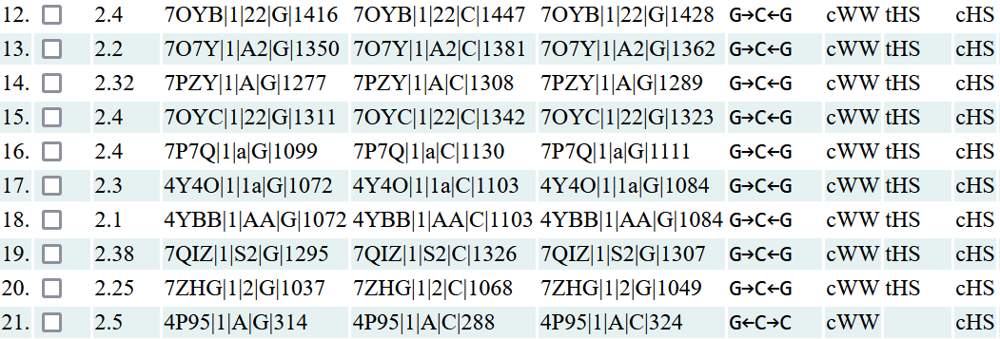 12. 2.4 7OYB|1|22|G|1416 7OYB|1|22|C|1447 7OYB|1|22|G|1428 G→C←G cWW tHS cHS
13. 2.2 7O7Y|1|A2|G|1350 7O7Y|1|A2|C|1381 7O7Y|1|A2|G|1362 G→C←G cWW tHS cHS
14. 2.32 7PZY|1|A|G|1277 7PZY|1|A|C|1308 7PZY|1|A|G|1289 G→C←G cWW tHS cHS
15. 2.4 7OYC|1|22|G|1311 7OYC|1|22|C|1342 7OYC|1|22|G|1323 G→C←G cWW tHS cHS
16. 2.4 7P7Q|1|a|G|1099 7P7Q|1|a|C|1130 7P7Q|1|a|G|1111 G→C←G cWW tHS cHS
17. 2.3 4Y4O|1|1a|G|1072 4Y4O|1|1a|C|1103 4Y4O|1|1a|G|1084 G→C←G cWW tHS cHS
18. 2.1 4YBB|1|AA|G|1072 4YBB|1|AA|C|1103 4YBB|1|AA|G|1084 G→C←G cWW tHS cHS
19. 2.38 7QIZ|1|S2|G|1295 7QIZ|1|S2|C|1326 7QIZ|1|S2|G|1307 G→C←G cWW tHS cHS
20. 2.25 7ZHG|1|2|G|1037 7ZHG|1|2|C|1068 7ZHG|1|2|G|1049 G→C←G cWW tHS cHS
21. 2.5 4P95|1|A|G|314 4P95|1|A|C|288 4P95|1|A|C|324 G←C→C cWW cHS